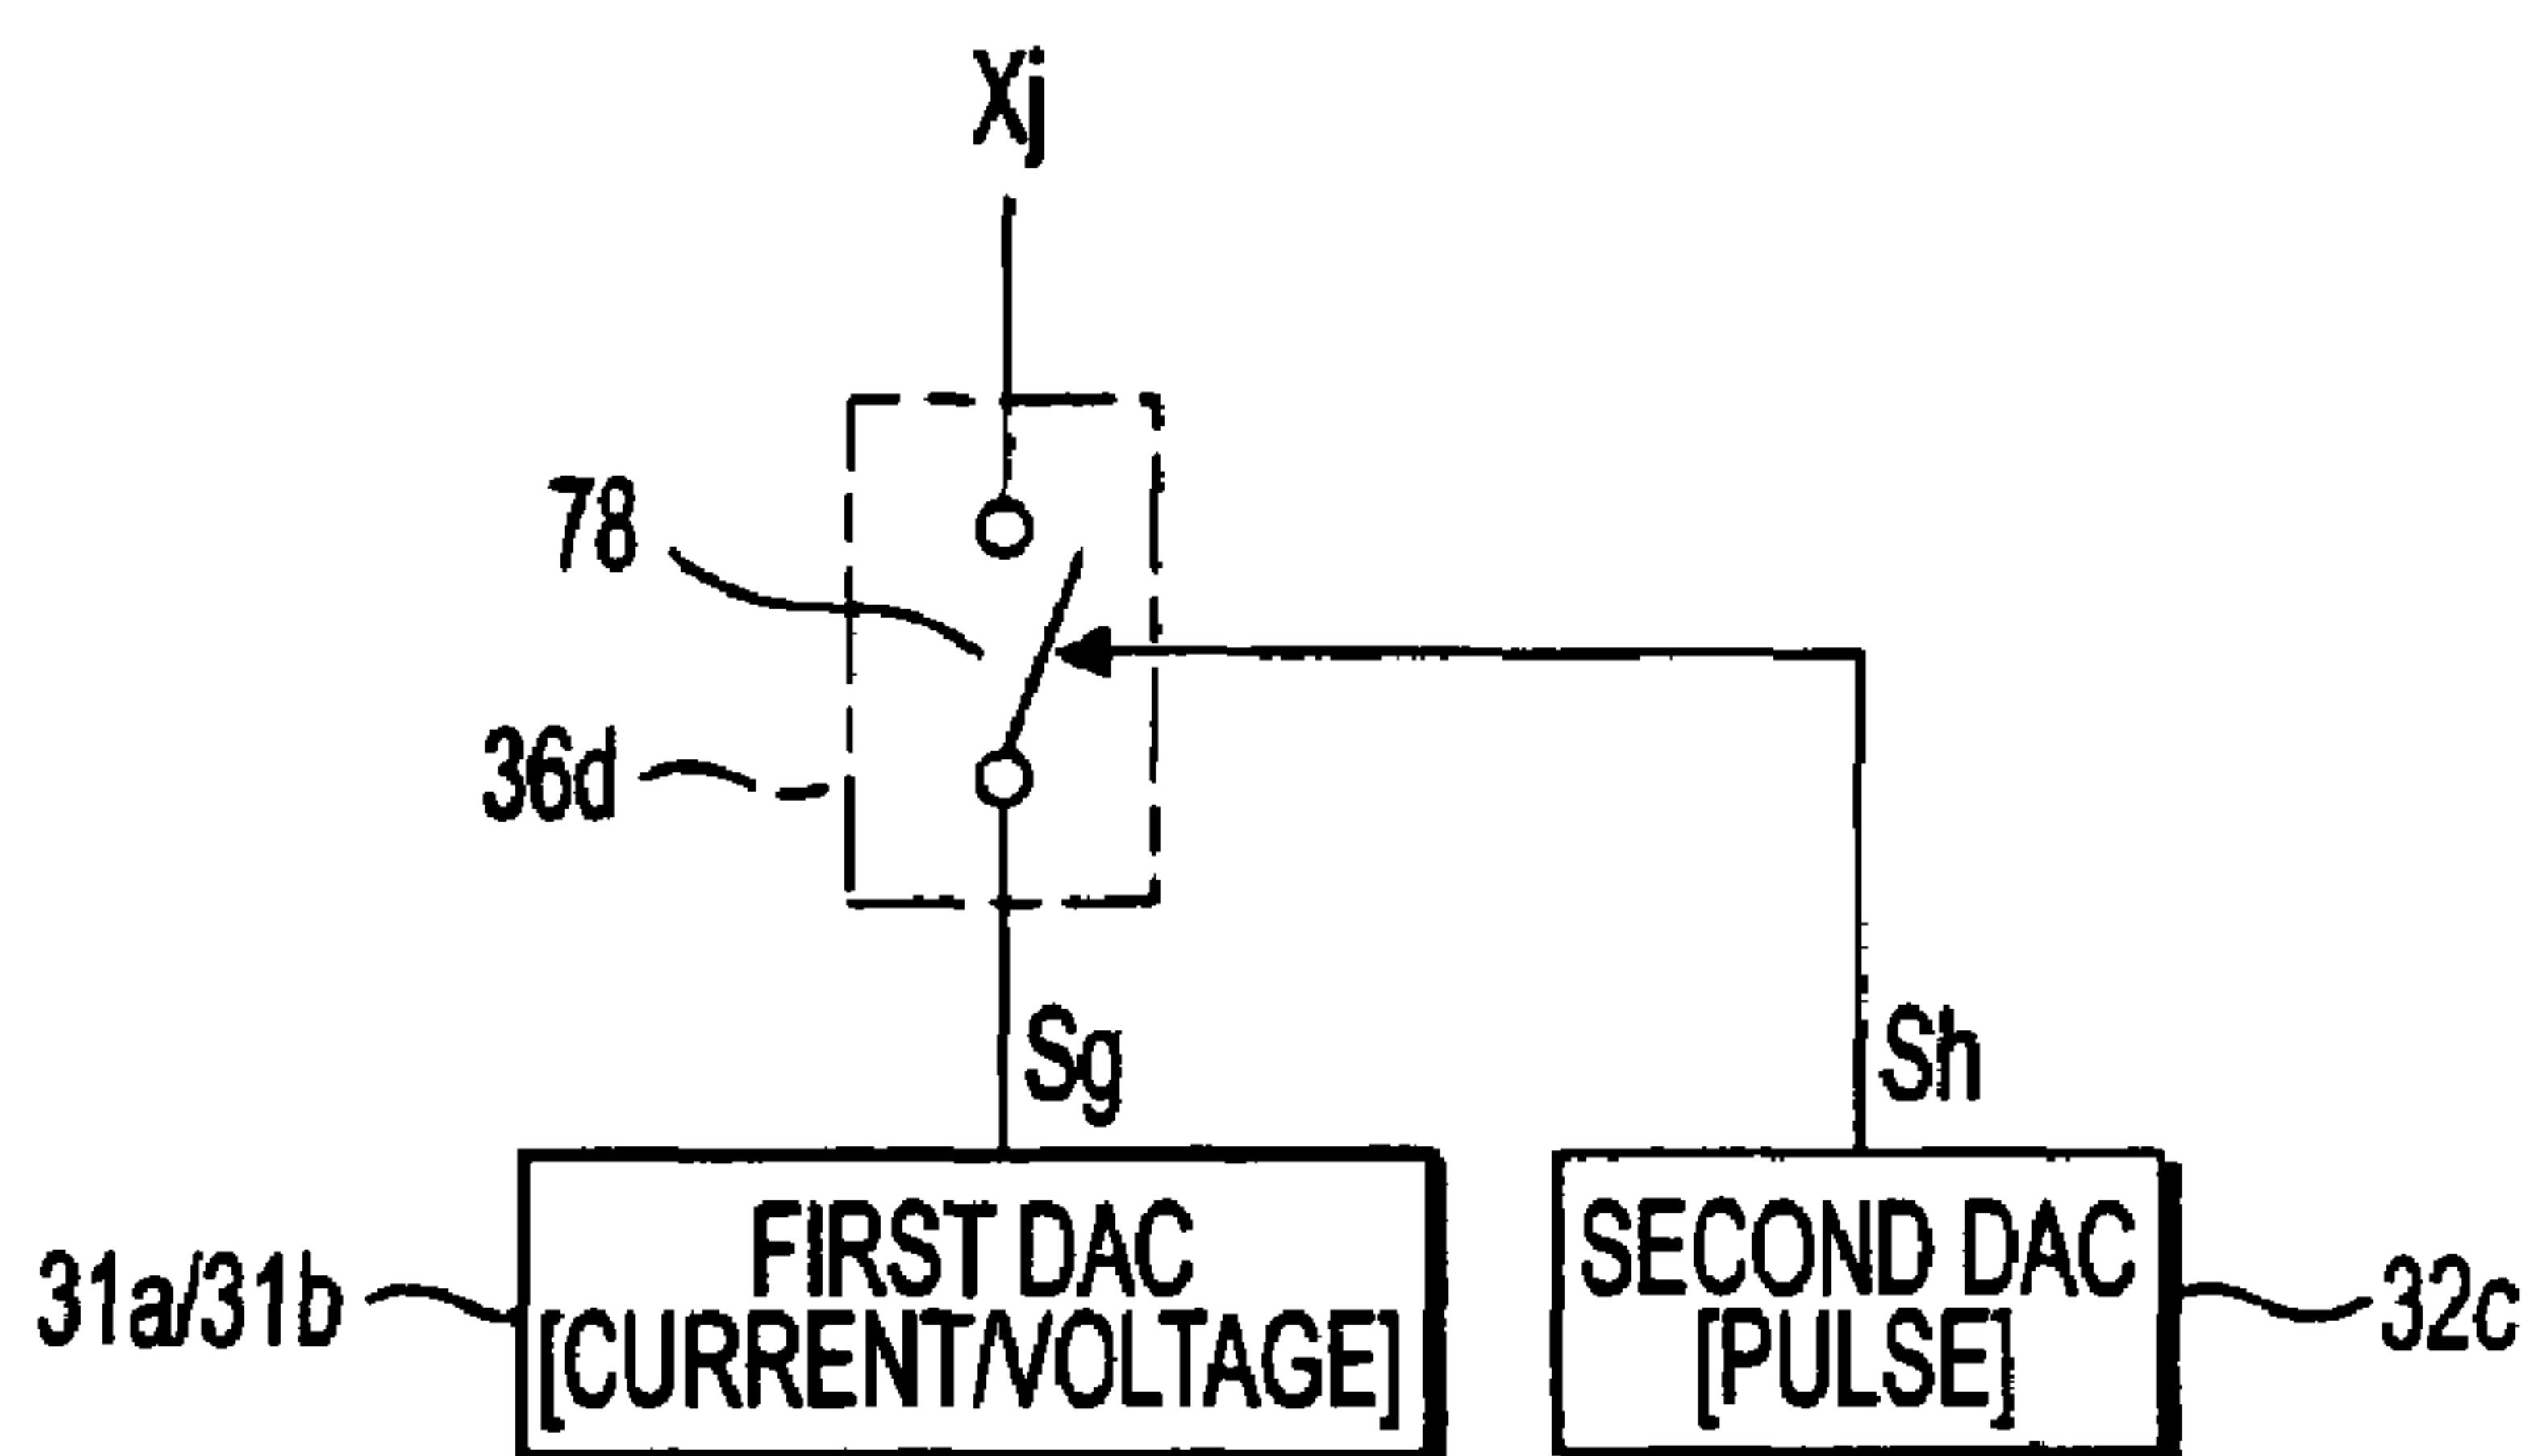 Xj
78
36d
Sg
Sh
31a/31b
FIRST DAC
[CURRENT/VOLTAGE]
SECOND DAC
[PULSE]
32c